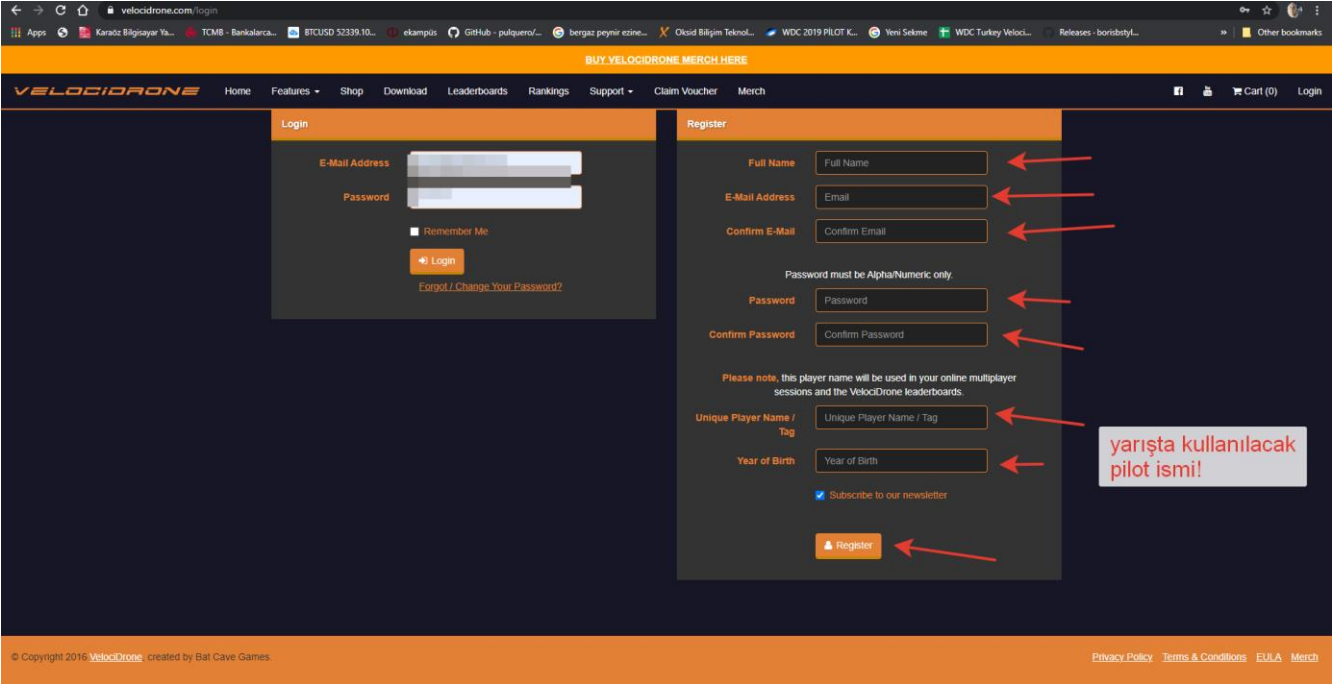 velocidrone.com/login
Apps Karaöz Bilgisayar Ya... TCMB - Bankalarca... BTCUSD 52339.10... ekampüs GitHub - pulquero/... bergaz peynir ezine... Oksid Bilişim Teknol... WDC 2019 PİLOT K... Yeni Sekme WDC Turkey Veloci... Releases - borisbstyl... » Other bookmarks
BUY VELOCIDRONE MERCH HERE
VELOCIDRONE Home Features Shop Download Leaderboards Rankings Support Claim Voucher Merch Cart (0) Login
Login
E-Mail Address
Password
Remember Me
Login
Forgot / Change Your Password?
Register
Full Name Full Name
E-Mail Address Email
Confirm E-Mail Confirm Email
Password must be Alpha/Numeric only.
Password Password
Confirm Password Confirm Password
Please note, this player name will be used in your online multiplayer
sessions and the VelociDrone leaderboards.
Unique Player Name / Unique Player Name / Tag
Tag
yarışta kullanılacak
pilot ismi!
Year of Birth Year of Birth
Subscribe to our newsletter
Register
© Copyright 2016 VelociDrone, created by Bat Cave Games.
Privacy Policy Terms & Conditions EULA Merch